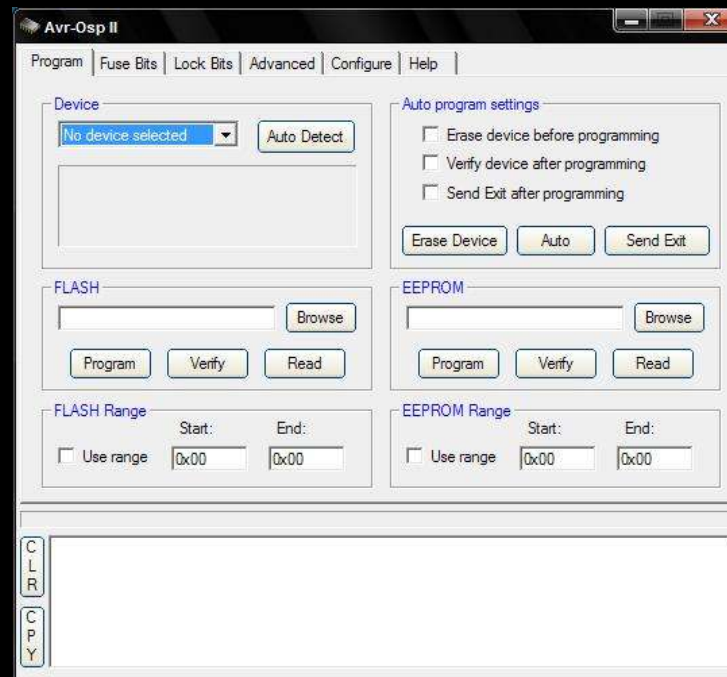 Avr-Osp II
Program Fuse Bits Lock Bits Advanced Configure Help
Device
No device selected
Auto Detect
Auto program settings
Erase device before programming
Verify device after programming
Send Exit after programming
Erase Device Auto Send Exit
FLASH
Browse
Program Verify Read
EEPROM
Browse
Program Verify Read
FLASH Range
Start: End:
Use range 0x00 0x00
EEPROM Range
Start: End:
Use range 0x00 0x00
CLR
CPY